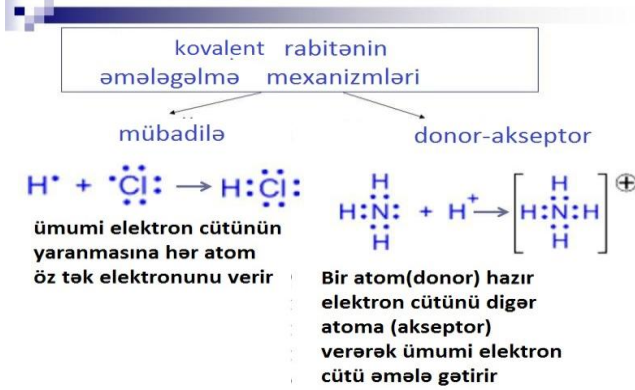 kovalent rabitənin
əmələgəlmə mexanizmləri
mübadilə
H· + ·Cl: → H:Cl:
ümumi elektron cütünün
yaranmasına hər atom
öz tək elektronunu verir
donor-akseptor
H H
H:N: + H⁺→ [H:N:H]⊕
H H
Bir atom(donor) hazır
elektron cütünü digər
atoma (akseptor)
verərək ümumi elektron
cütü əmələ gətirir